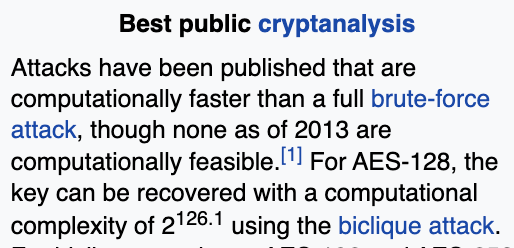 Best public cryptanalysis
Attacks have been published that are
computationally faster than a full brute-force
attack, though none as of 2013 are
computationally feasible.[1] For AES-128, the
key can be recovered with a computational
complexity of 2^126.1 using the biclique attack.